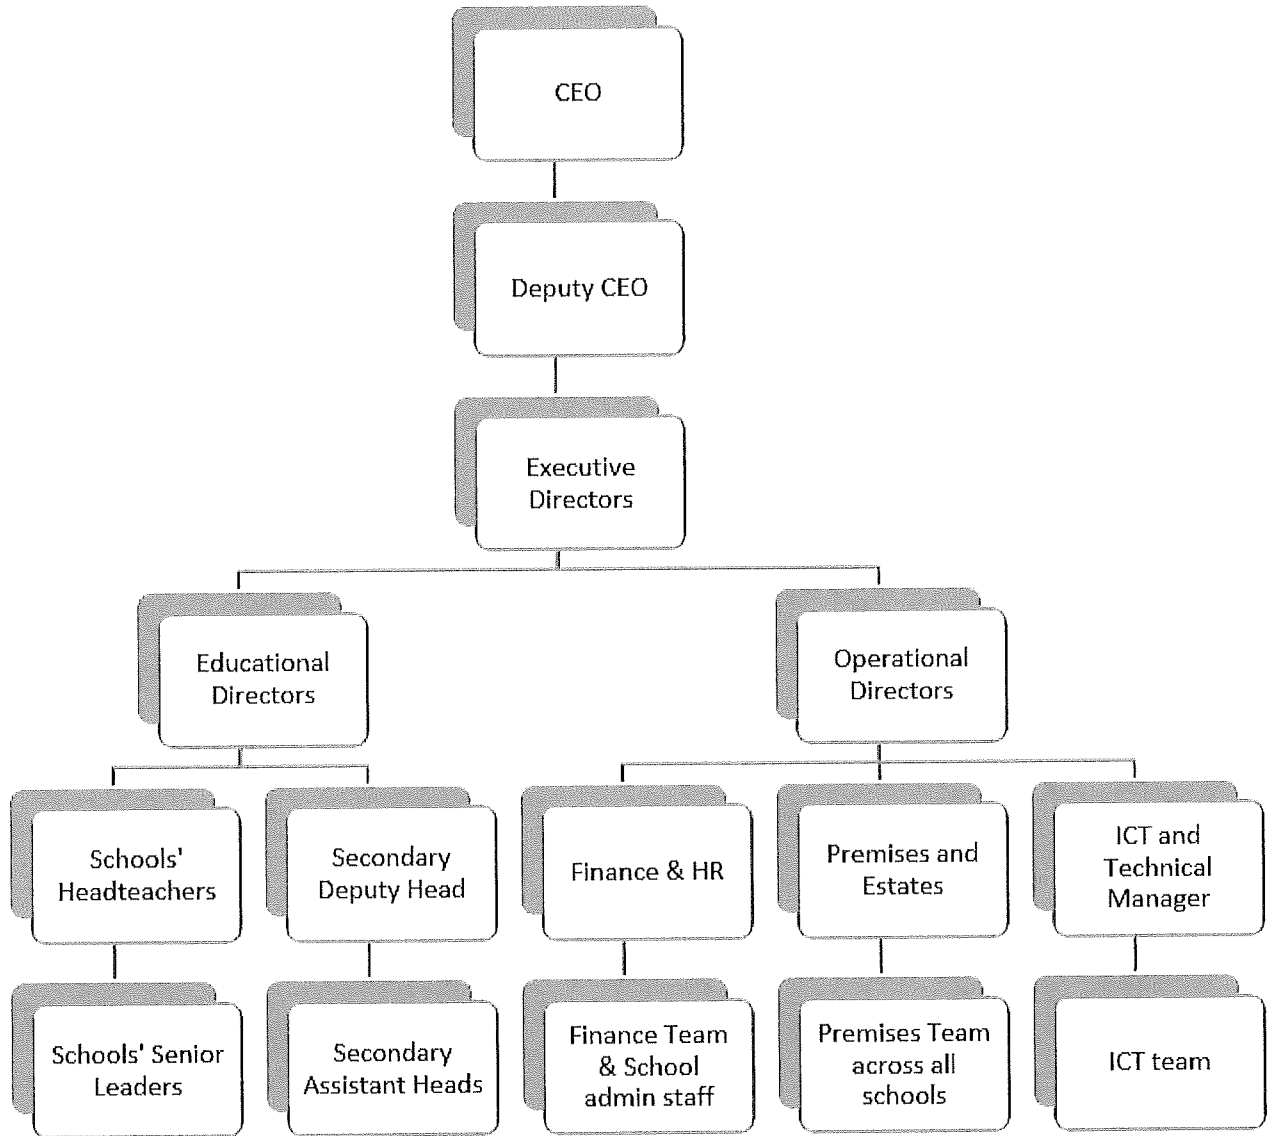 CEO
Deputy CEO
Executive
Directors
Educational
Directors
Operational
Directors
Schools'
Headteachers
Secondary
Deputy Head
Finance & HR
Premises and
Estates
ICT and
Technical
Manager
Schools' Senior
Leaders
Secondary
Assistant Heads
Finance Team
& School
admin staff
Premises Team
across all
schools
ICT team